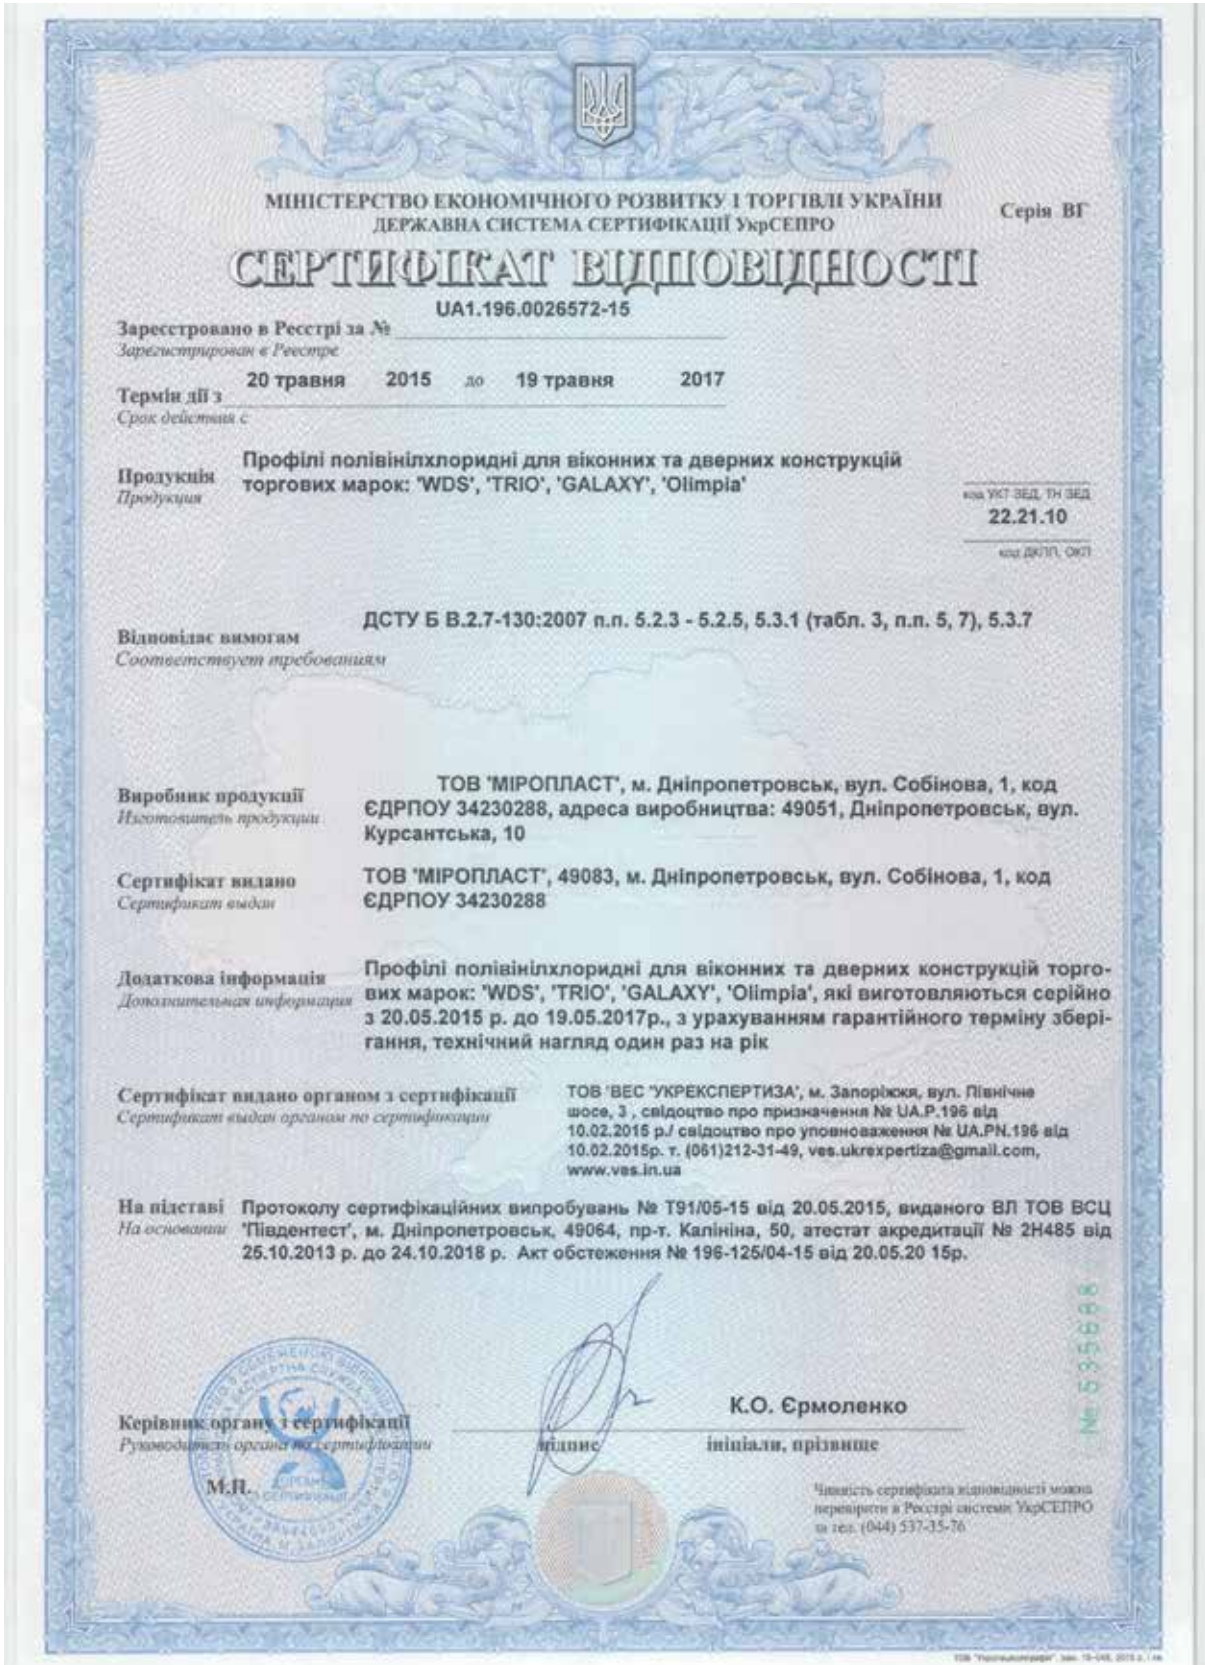 МІНІСТЕРСТВО ЕКОНОМІЧНОГО РОЗВИТКУ І ТОРГІВЛІ УКРАЇНИ
ДЕРЖАВНА СИСТЕМА СЕРТИФІКАЦІЇ УкрСЕПРО
Серія ВГ
СЕРТИФІКАТ ВІДПОВІДНОСТІ
UA1.196.0026572-15
Зареєстровано в Реєстрі за №
Зарегистрирован в Реестре
20 травня 2015 до 19 травня 2017
Термін дії з
Срок действия с
Профілі полівінілхлоридні для віконних та дверних конструкцій
Продукція торгових марок: 'WDS', 'TRIO', 'GALAXY', 'Olimpia'
Продукция
код УКТ ЗЕД, ТН ЗЕД
22.21.10
код ДКПП, ОКП
ДСТУ Б В.2.7-130:2007 п.п. 5.2.3 - 5.2.5, 5.3.1 (табл. 3, п.п. 5, 7), 5.3.7
Відповідає вимогам
Соответствует требованиям
ТОВ 'МІРОПЛАСТ', м. Дніпропетровськ, вул. Собінова, 1, код
Виробник продукції ЄДРПОУ 34230288, адреса виробництва: 49051, Дніпропетровськ, вул.
Изготовитель продукции Курсантська, 10
Сертифікат видано ТОВ 'МІРОПЛАСТ', 49083, м. Дніпропетровськ, вул. Собінова, 1, код
Сертификат выдан ЄДРПОУ 34230288
Додаткова інформація Профілі полівінілхлоридні для віконних та дверних конструкцій торго-
Дополнительная информация вих марок: 'WDS', 'TRIO', 'GALAXY', 'Olimpia', які виготовляються серійно
з 20.05.2015 р. до 19.05.2017р., з урахуванням гарантійного терміну збері-
гання, технічний нагляд один раз на рік
Сертифікат видано органом з сертифікації ТОВ 'ВЕС 'УКРЕКСПЕРТИЗА', м. Запоріжжя, вул. Північне
Сертификат выдан органом по сертификации шосе, 3 , свідоцтво про призначення № UA.P.196 від
10.02.2015 р./ свідоцтво про уповноваження № UA.PN.196 від
10.02.2015р. т. (061)212-31-49, ves.ukrexpertiza@gmail.com,
www.ves.in.ua
На підставі Протоколу сертифікаційних випробувань № Т91/05-15 від 20.05.2015, виданого ВЛ ТОВ ВСЦ
На основании 'Південтест', м. Дніпропетровськ, 49064, пр-т. Калініна, 50, атестат акредитації № 2Н485 від
25.10.2013 р. до 24.10.2018 р. Акт обстеження № 196-125/04-15 від 20.05.20 15р.
№ 535688
К.О. Єрмоленко
Керівник органу з сертифікації
Руководитель органа по сертификации
підпис
ініціали, прізвище
М.П.
Чинність сертифіката відповідності можна
перевірити в Реєстрі системи УкрСЕПРО
за тел. (044) 537-35-76